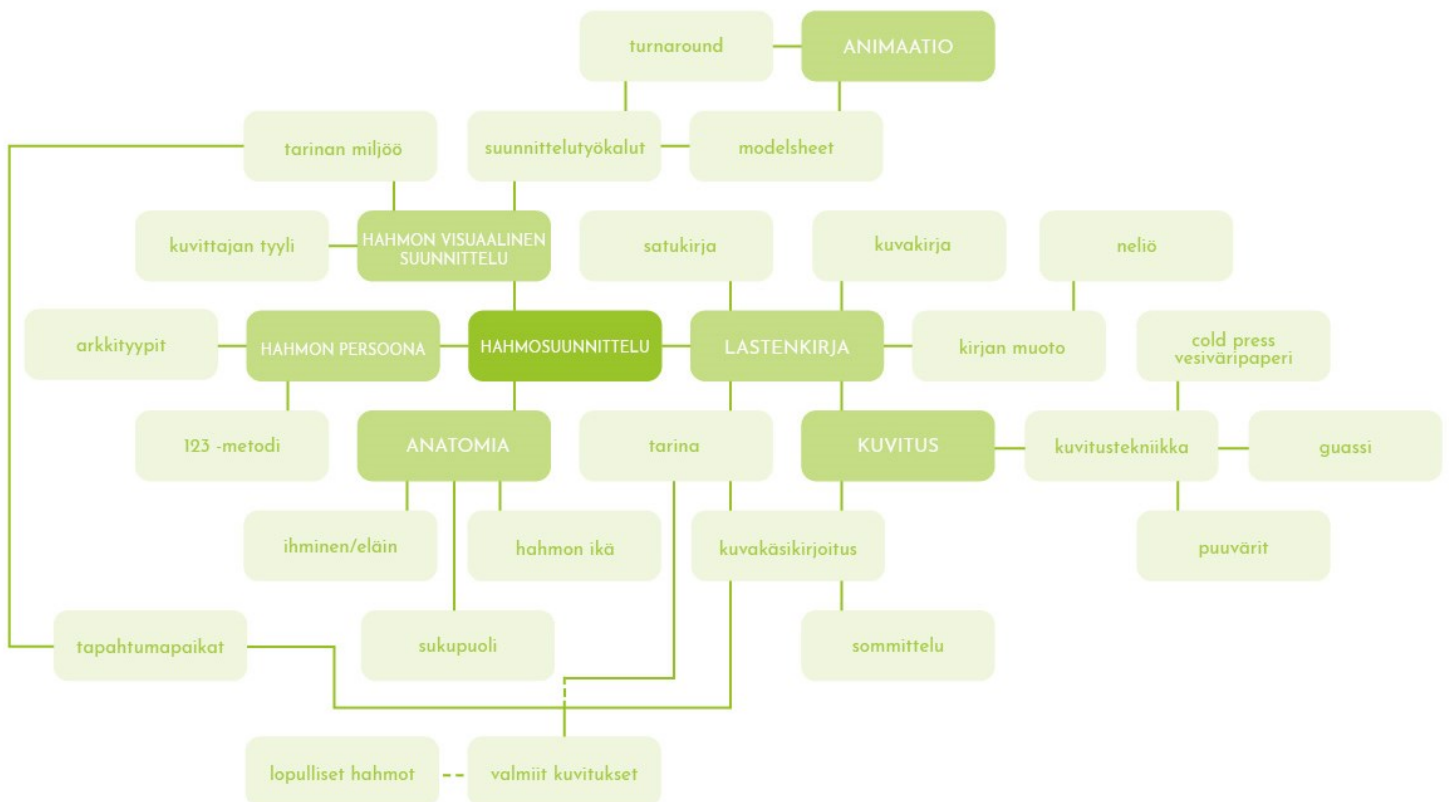 turnaround
ANIMAATIO
tarinan miljöö
suunnittelutyökalut
modelsheet
kuvittajan tyyli
HAHMON VISUAALINEN
SUUNNITTELU
satukirja
kuvakirja
neliö
arkkityypit
HAHMON PERSOONA
HAHMOSUUNNITTELU
LASTENKIRJA
kirjan muoto
cold press
vesiväripaperi
123 -metodi
ANATOMIA
tarina
KUVITUS
kuvitustekniikka
guassi
ihminen/eläin
hahmon ikä
kuvakäsikirjoitus
puuvärit
tapahtumapaikat
sukupuoli
sommittelu
lopulliset hahmot
valmiit kuvitukset